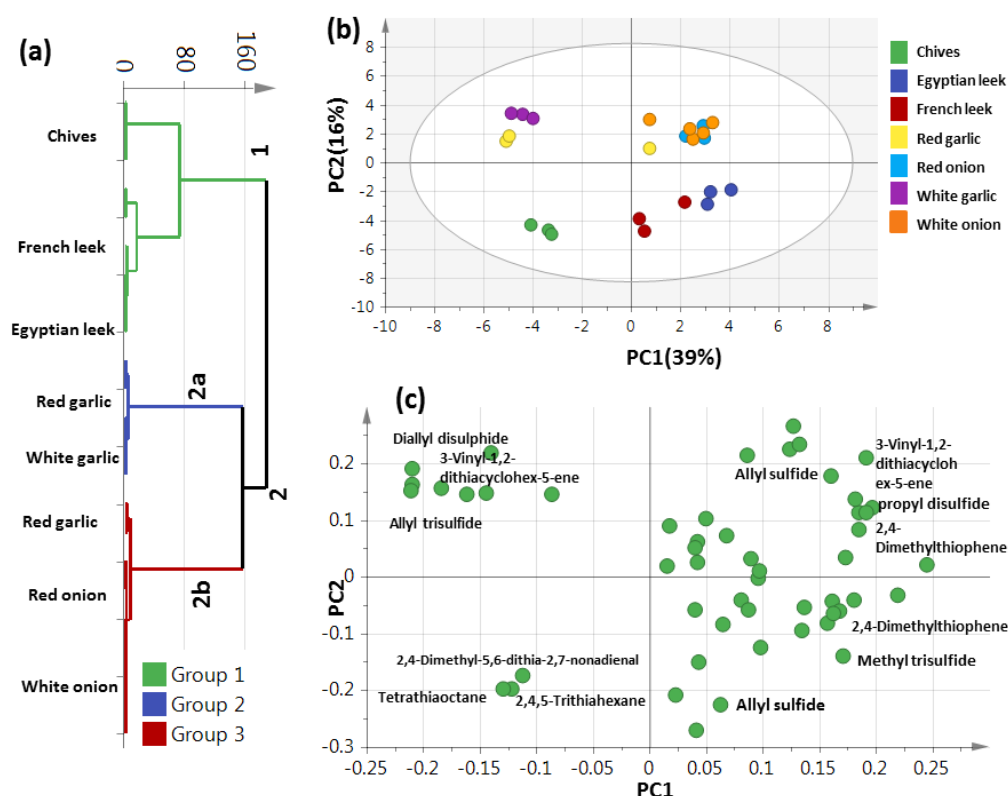 (a)
0
80
160
Chives
French leek
Egyptian leek
Red garlic
White garlic
Red garlic
Red onion
White onion
1
2a
2
2b
Group 1
Group 2
Group 3
(b)
8
6
4
2
0
-2
-4
-6
-8
-10
PC2(16%)
-10
-8
-6
-4
-2
0
2
4
6
8
10
PC1(39%)
Chives
Egyptian leek
French leek
Red garlic
Red onion
White garlic
White onion
(c)
0.2
0.1
0
-0.1
-0.2
-0.3
PC2
Diallyl disulphide
3-Vinyl-1,2-
dithiacyclohex-5-ene
Allyl trisulfide
Allyl sulfide
3-Vinyl-1,2-
dithiacycloh
ex-5-ene
propyl disulfide
2,4-
Dimethylthiophene
2,4-Dimethylthiophene
Methyl trisulfide
2,4-Dimethyl-5,6-dithia-2,7-nonadienal
Tetrathiaoctane
2,4,5-Trithiahexane
Allyl sulfide
-0.25
-0.2
-0.15
-0.1
-0.05
0
0.05
0.1
0.15
0.2
0.25
PC1